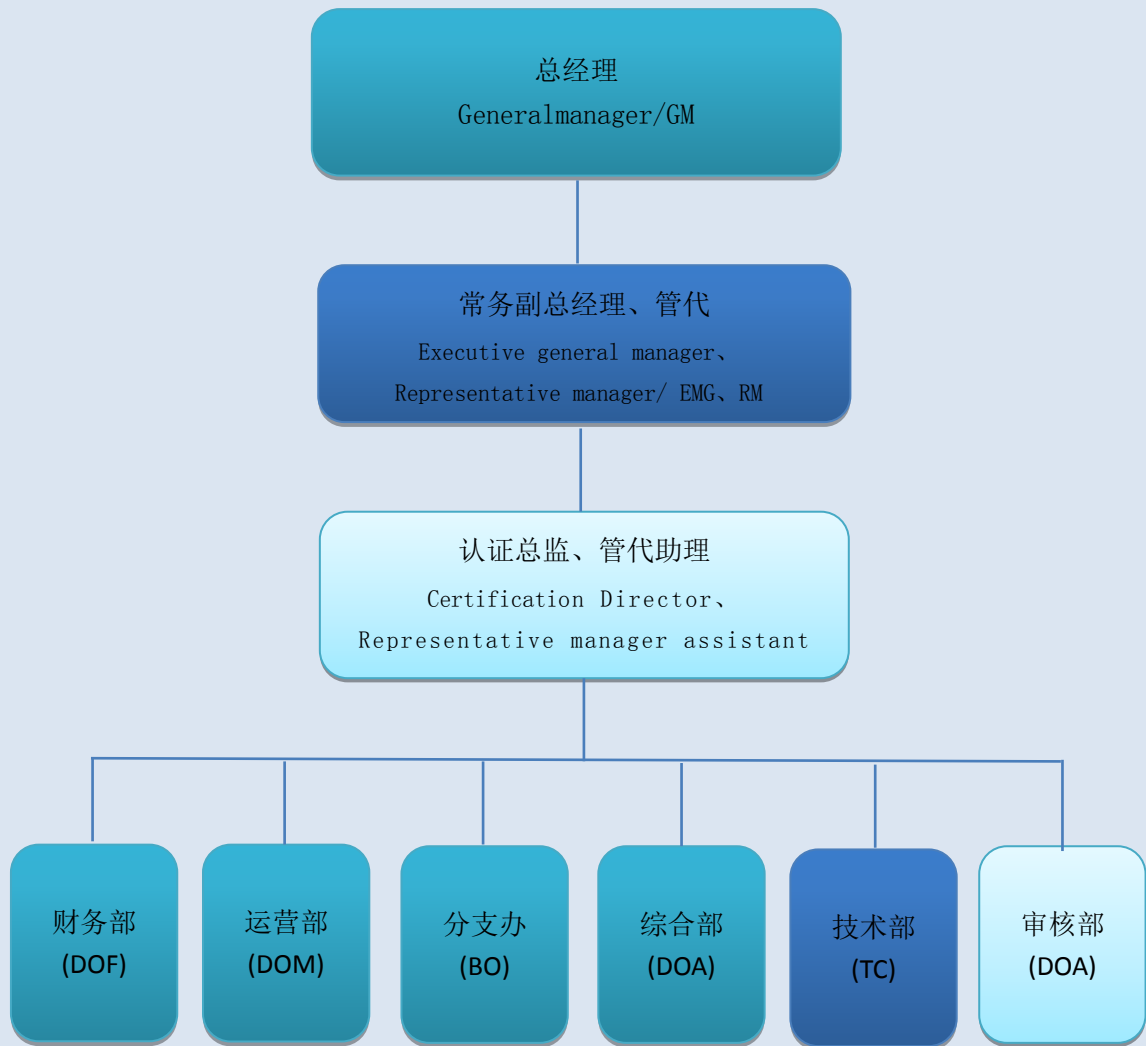 总经理
Generalmanager/GM
常务副总经理、管代
Executive general manager、
Representative manager/ EMG、RM
认证总监、管代助理
Certification Director、
Representative manager assistant
财务部
(DOF)
运营部
(DOM)
分支办
(BO)
综合部
(DOA)
技术部
(TC)
审核部
(DOA)